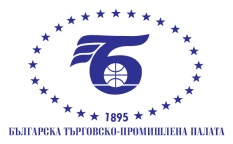 1895
БЪЛГАРСКА ТЪРГОВСКО-ПРОМИШЛЕНА ПАЛАТА